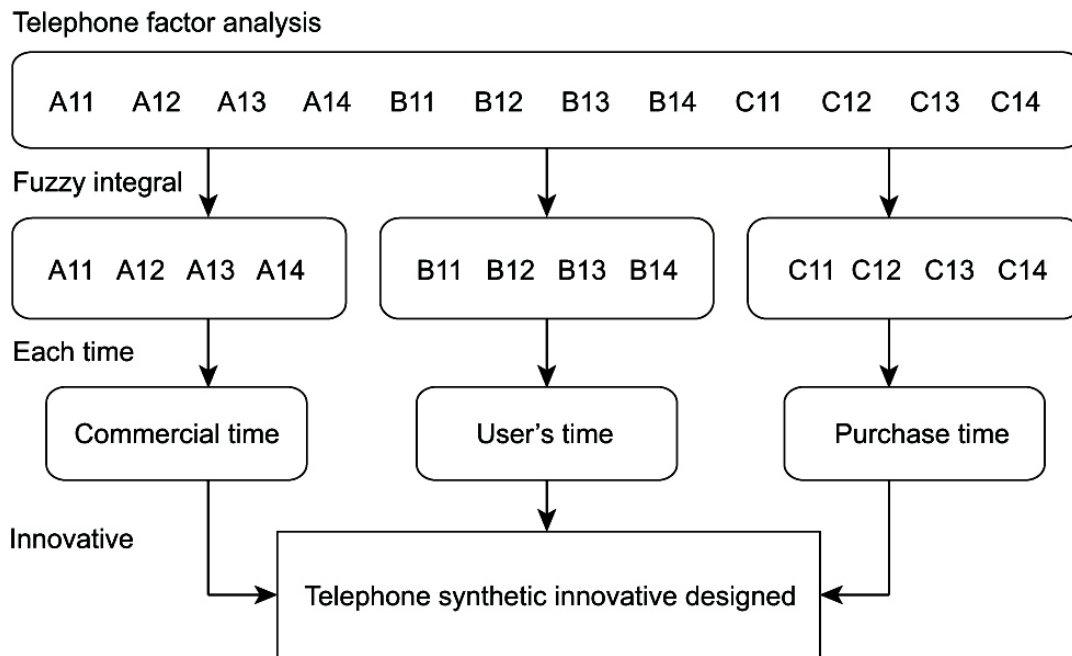 Telephone factor analysis
A11 A12 A13 A14 B11 B12 B13 B14 C11 C12 C13 C14
Fuzzy integral
A11 A12 A13 A14 B11 B12 B13 B14 C11 C12 C13 C14
Each time
Commercial time User's time Purchase time
Innovative
Telephone synthetic innovative designed